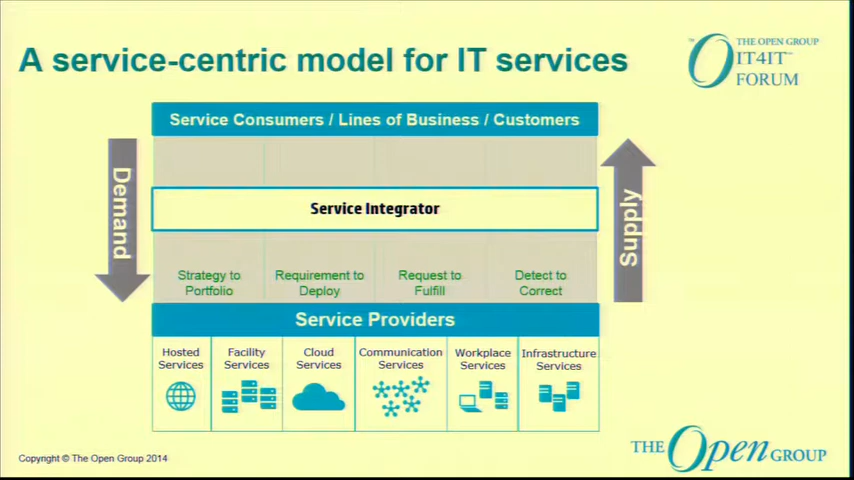 A service-centric model for IT services
THE OPEN GROUP
IT4IT™
FORUM
Service Consumers / Lines of Business / Customers
Demand
Supply
Service Integrator
Strategy to
Portfolio
Requirement to
Deploy
Request to
Fulfill
Detect to
Correct
Service Providers
Hosted
Services
Facility
Services
Cloud
Services
Communication
Services
Workplace
Services
Infrastructure
Services
Copyright © The Open Group 2014
THE Open GROUP